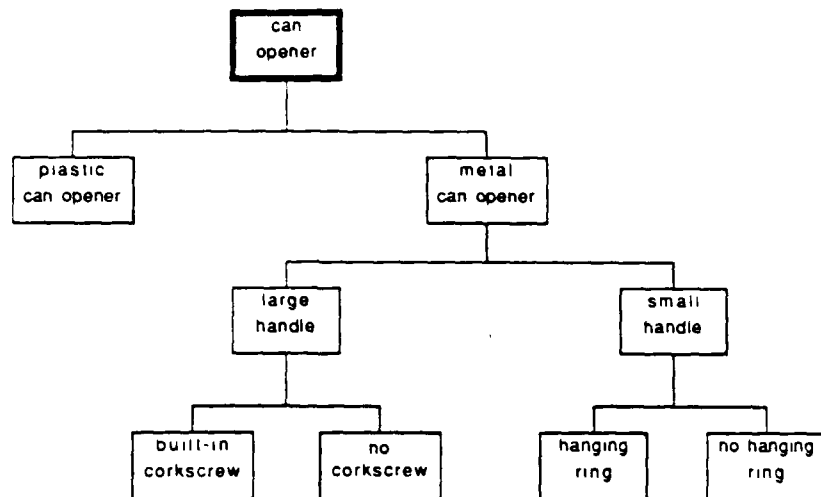 can
opener
plastic
can opener
metal
can opener
large
handle
small
handle
built-in
corkscrew
no
corkscrew
hanging
ring
no hanging
ring